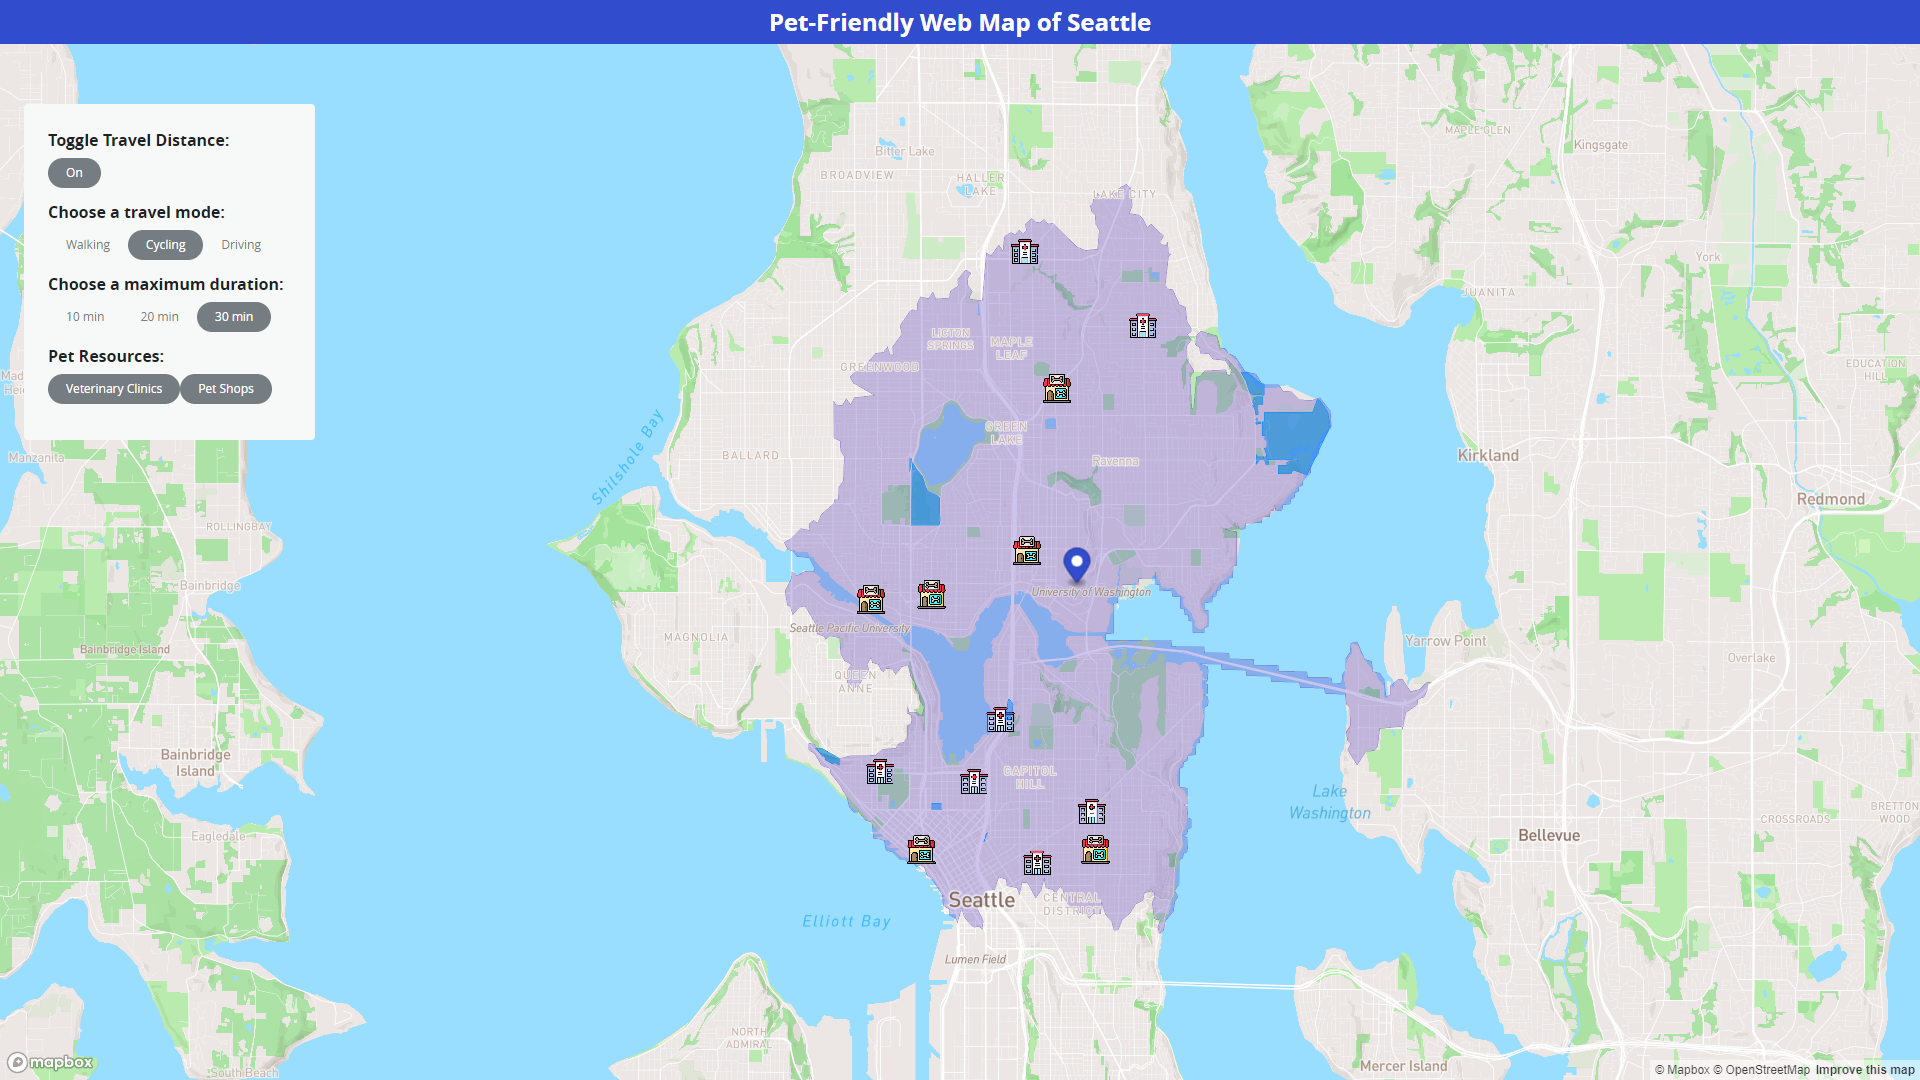 Pet-Friendly Web Map of Seattle
Toggle Travel Distance:
On
Choose a travel mode:
Walking Cycling Driving
Choose a maximum duration:
10 min 20 min 30 min
Pet Resources:
Veterinary Clinics Pet Shops
MAPLE GLEN
Kingsgate
Bitter Lake
BROADVIEW
HALLER
LAKE
LAKE CITY
York
JUANITA
LICTON
SPRINGS
MAPLE
LEAF
GREENWOOD
EDUCATION
HILL
Mad
Hei
GREEN
LAKE
BALLARD
Shilshole Bay
Ravenna
Kirkland
Manzanita
Redmond
ROLLINGBAY
Bainbridge
University of Washington
Seattle Pacific University
MAGNOLIA
Yarrow Point
Bainbridge Island
Overlake
QUEEN
ANNE
Bainbridge
Island
CAPITOL
HILL
Lake
Washington
BRETTON
WOOD
CROSSROADS
Eagledale
Bellevue
Seattle
CENTRAL
DISTRICT
Elliott Bay
Lumen Field
NORTH
ADMIRAL
Mercer Island
South Beach
mapbox
© Mapbox © OpenStreetMap Improve this map